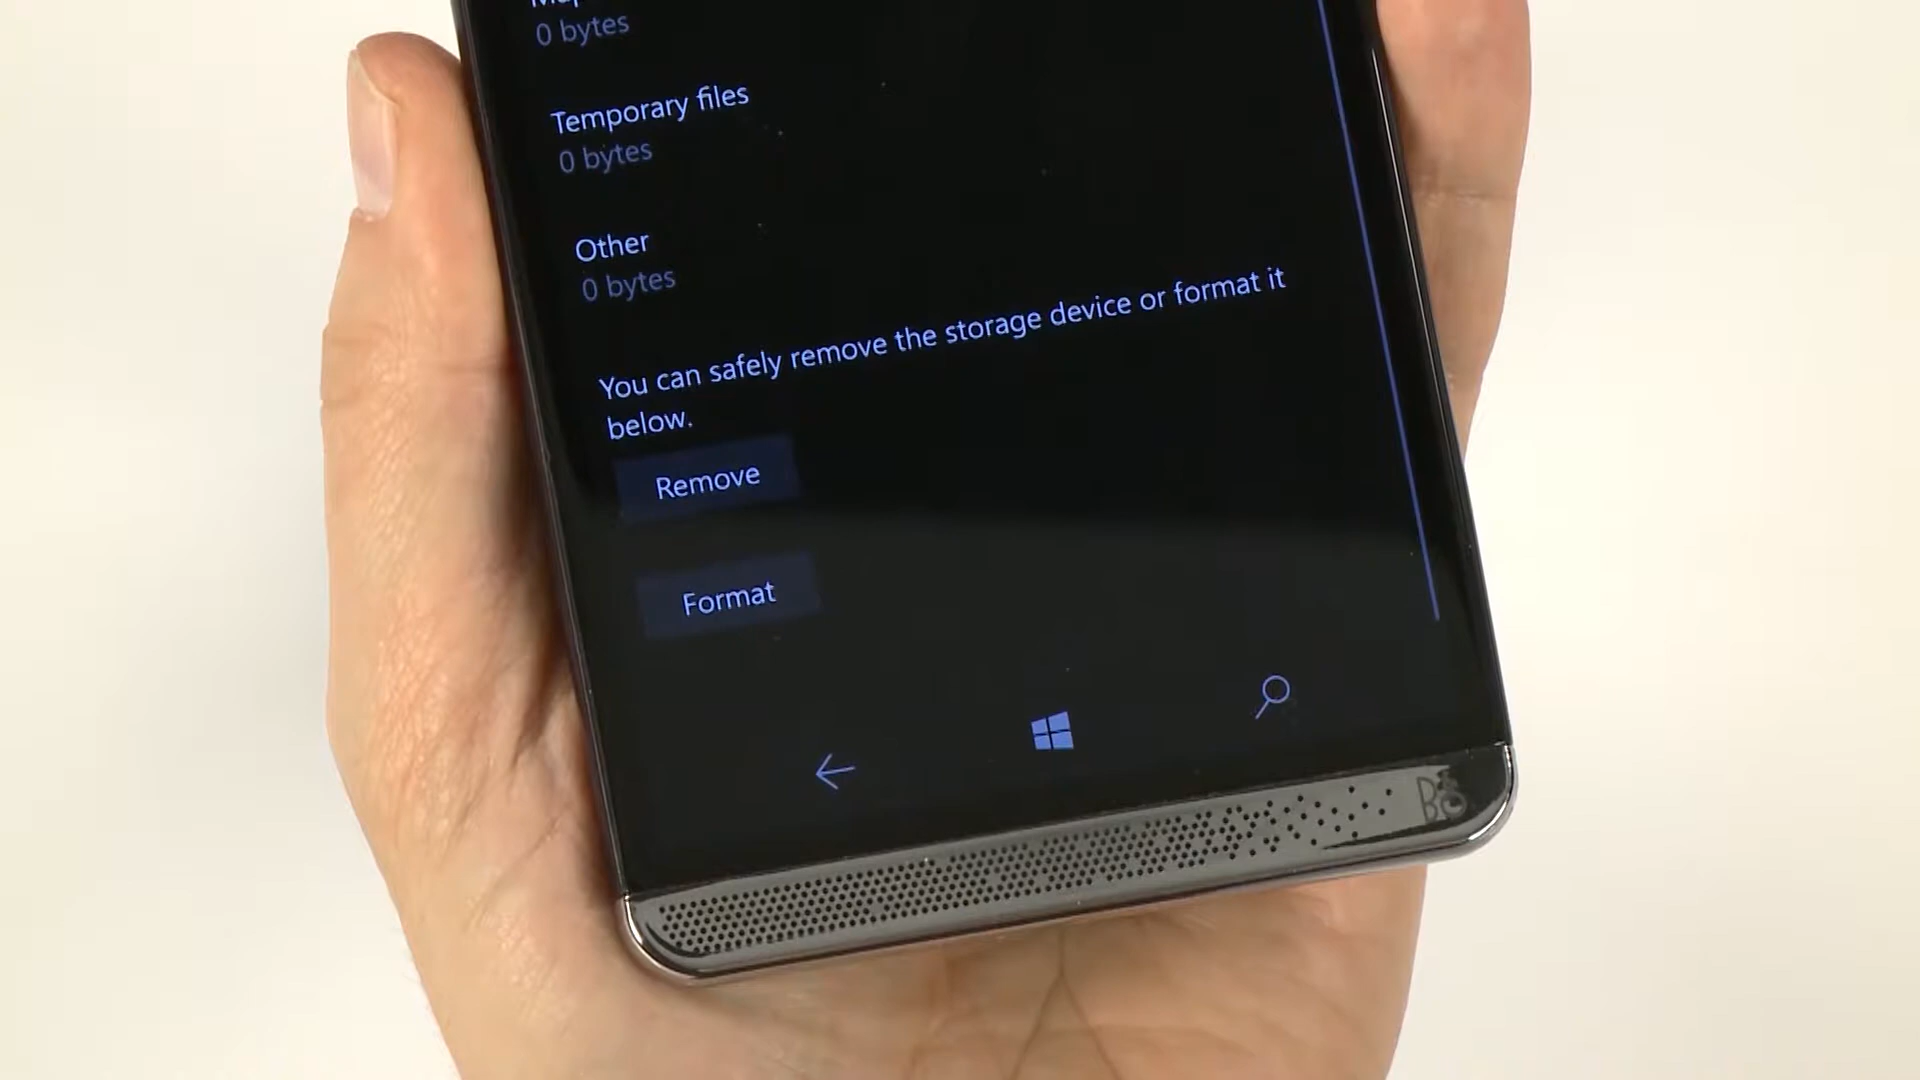 0 bytes
Temporary files
0 bytes
Other
0 bytes
You can safely remove the storage device or format it
below.
Remove
Format
B&O